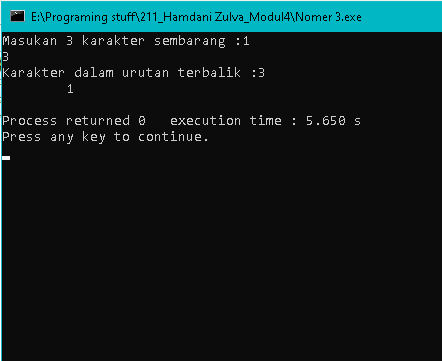 E:\Programing stuff\211_Hamdani Zulva_Modul4\Nomer 3.exe
Masukan 3 karakter sembarang :1
3
Karakter dalam urutan terbalik :3
1
Process returned 0   execution time : 5.650 s
Press any key to continue.